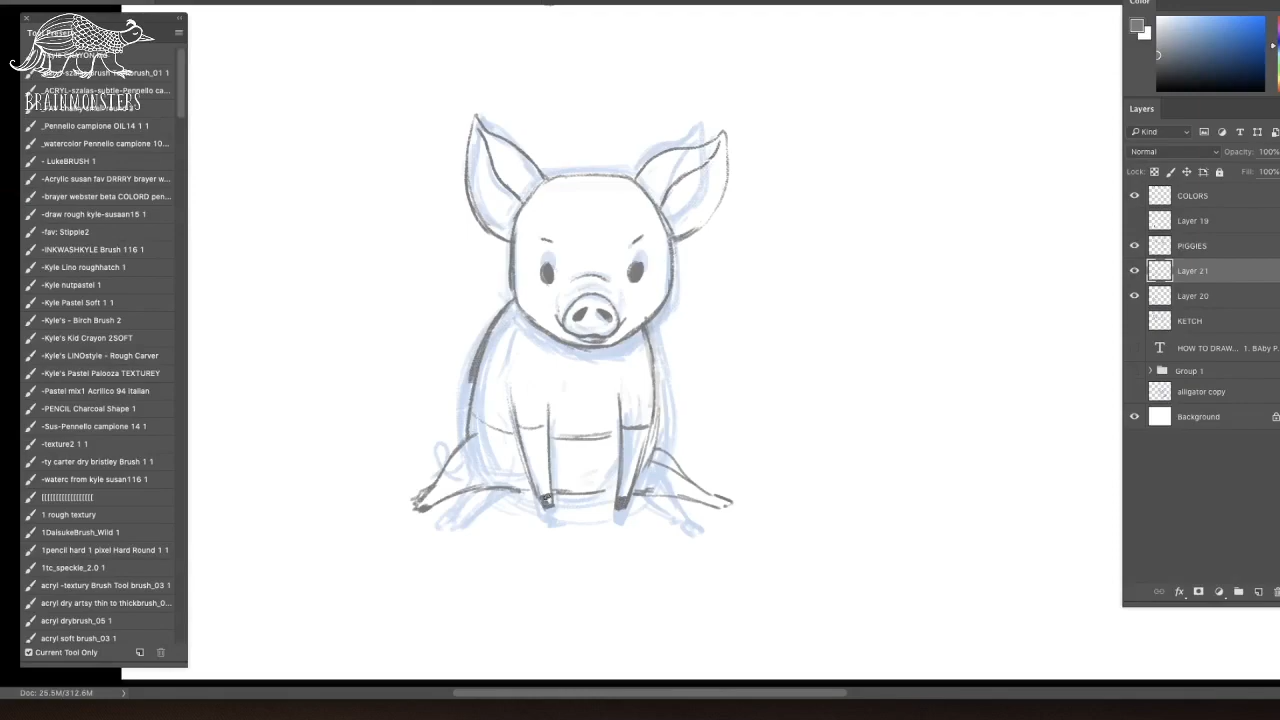 BRAINMONSTERS
_Pennello campione OIL14 1 1
_watercolor Pennello campione 10...
- LukeBRUSH 1
-Acrylic susan fav DRRRY brayer w...
-brayer webster beta COLORD pen...
-draw rough kyle-susaan15 1
-fav: Stipple2
-INKWASHKYLE Brush 116 1
-Kyle Lino roughhatch 1
-Kyle nutpastel 1
-Kyle Pastel Soft 1 1
-Kyle's - Birch Brush 2
-Kyle's Kid Crayon 2SOFT
-Kyle's LINOstyle - Rough Carver
-Kyle's Pastel Palooza TEXTUREY
-Pastel mix1 Acrilico 94 Italian
-PENCIL Charcoal Shape 1
-Sus-Pennello campione 14 1
-texture2 1 1
-ty carter dry bristley Brush 1 1
-waterc from kyle susan116 1
1 rough textury
1DaisukeBrush_Wild 1
1pencil hard 1 pixel Hard Round 1 1
1tc_speckle_2.0 1
acryl -textury Brush Tool brush_03 1
acryl dry artsy thin to thickbrush_0...
acryl drybrush_05 1
acryl soft brush_03 1
Current Tool Only
Doc: 25.5M/312.6M
Color
Layers
Kind
Normal
Opacity: 100%
Lock:
Fill: 100%
COLORS
Layer 19
PIGGIES
Layer 21
Layer 20
KETCH
HOW TO DRAW... 1. BABy P.
Group 1
alligator copy
Background